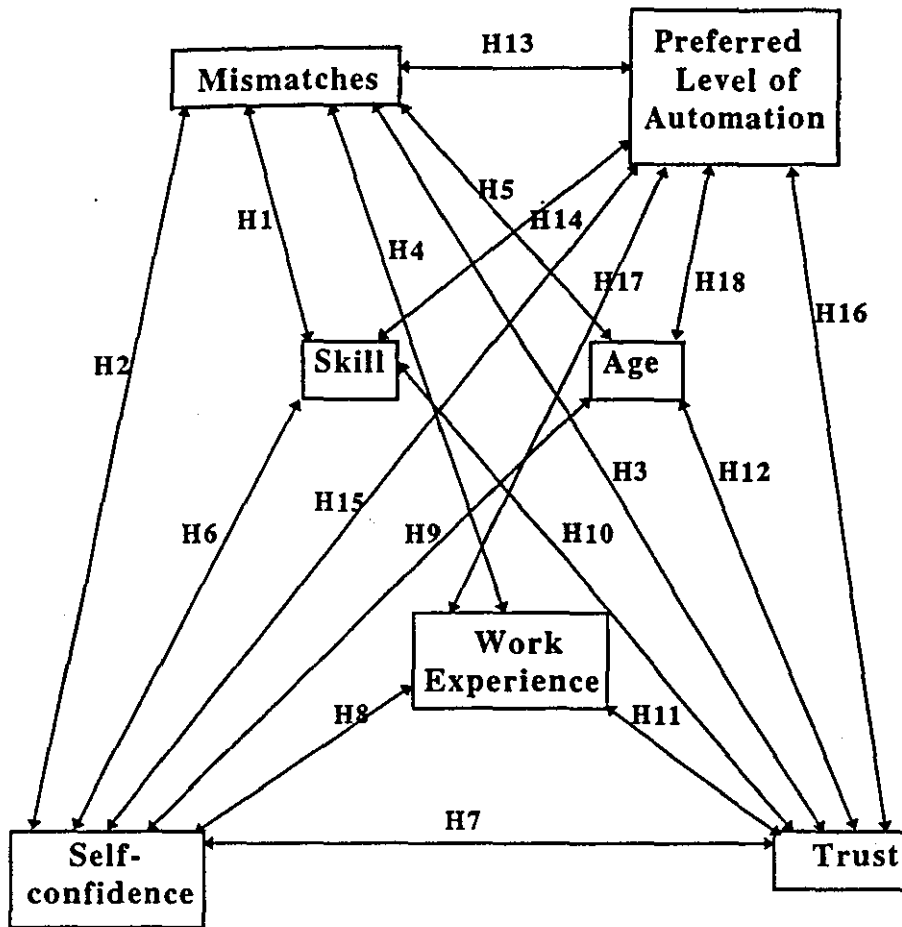 H13
Preferred
Level of
Automation
Mismatches
H5
H1
H14
H4
H17
H18
H16
H2
Skill
Age
H3
H12
H15
H6
H9
H10
Work
Experience
H8
H11
H7
Self-
confidence
Trust